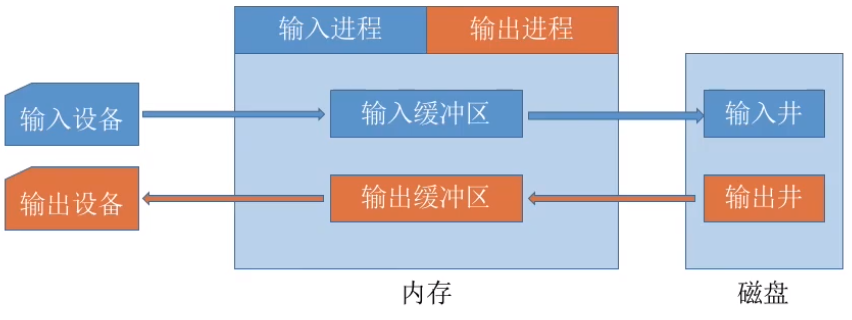 输入进程
输出进程
输入设备
输入缓冲区
输入井
输出设备
输出缓冲区
输出井
内存
磁盘